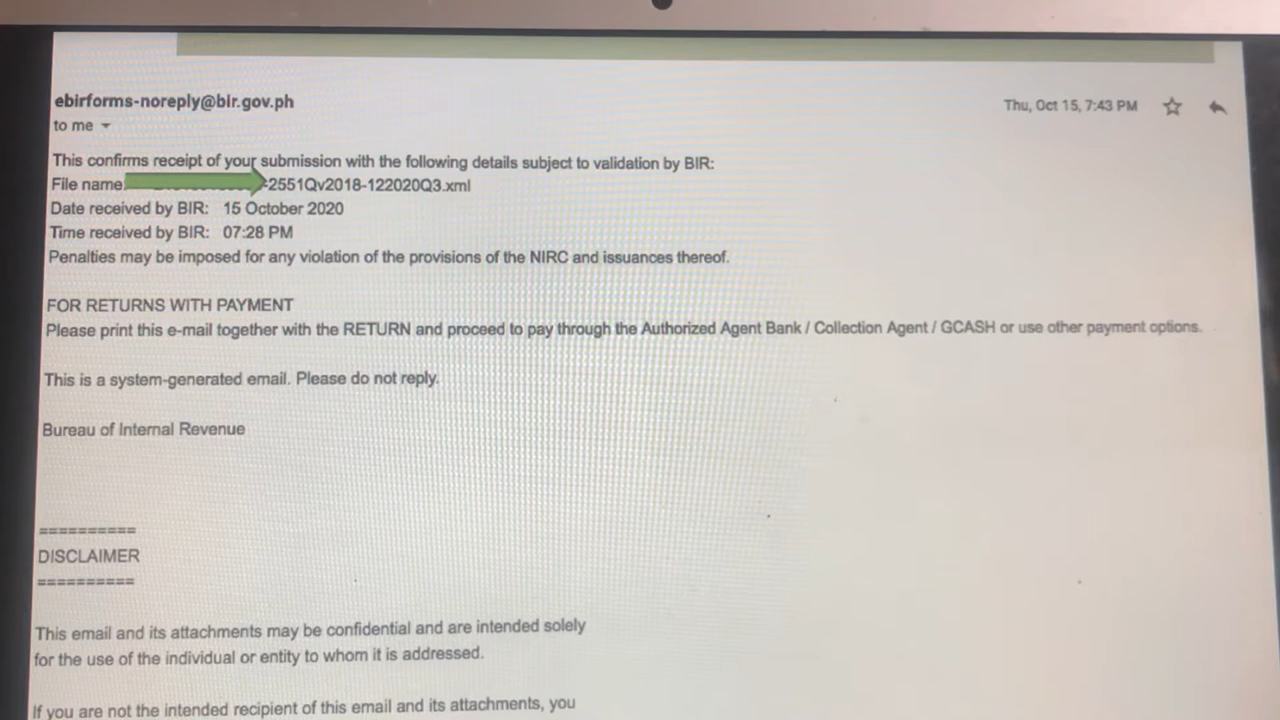 ebirforms-noreply@bir.gov.ph
Thu, Oct 15, 7:43 PM
to me
This confirms receipt of your submission with the following details subject to validation by BIR:
File name: -2551Qv2018-122020Q3.xml
Date received by BIR: 15 October 2020
Time received by BIR: 07:28 PM
Penalties may be imposed for any violation of the provisions of the NIRC and issuances thereof.
FOR RETURNS WITH PAYMENT
Please print this e-mail together with the RETURN and proceed to pay through the Authorized Agent Bank / Collection Agent / GCASH or use other payment options.
This is a system-generated email. Please do not reply.
Bureau of Internal Revenue
==========
DISCLAIMER
==========
This email and its attachments may be confidential and are intended solely
for the use of the individual or entity to whom it is addressed.
If you are not the intended recipient of this email and its attachments, you